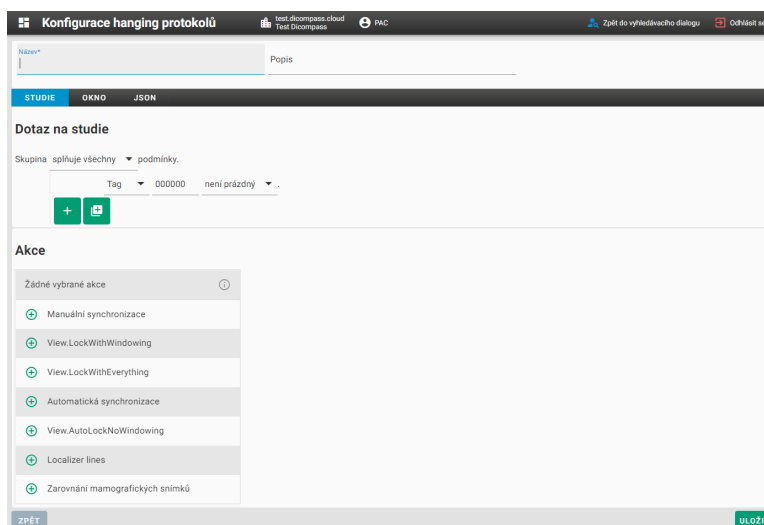 Konfigurace hanging protokolů
test.dicompass.cloud
Test Dicompass
PAC
Zpět do vyhledávacího dialogu
Odhlásit se
Název*
Popis
STUDIE OKNO JSON
Dotaz na studie
Skupina splňuje všechny podmínky.
Tag 000000 není prázdný .
Akce
Žádné vybrané akce
Manuální synchronizace
View.LockWithWindowing
View.LockWithEverything
Automatická synchronizace
View.AutoLockNoWindowing
Localizer lines
Zarovnání mamografických snímků
ZPĚT
ULOŽI